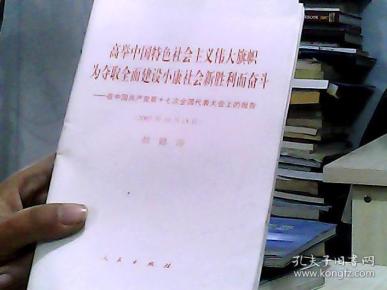 高举中国特色社会主义伟大旗帜
为夺取全面建设小康社会新胜利而奋斗
——在中国共产党第十七次全国代表大会上的报告
(2007年10月15日)
胡锦涛
人民出版社
孔夫子旧书网